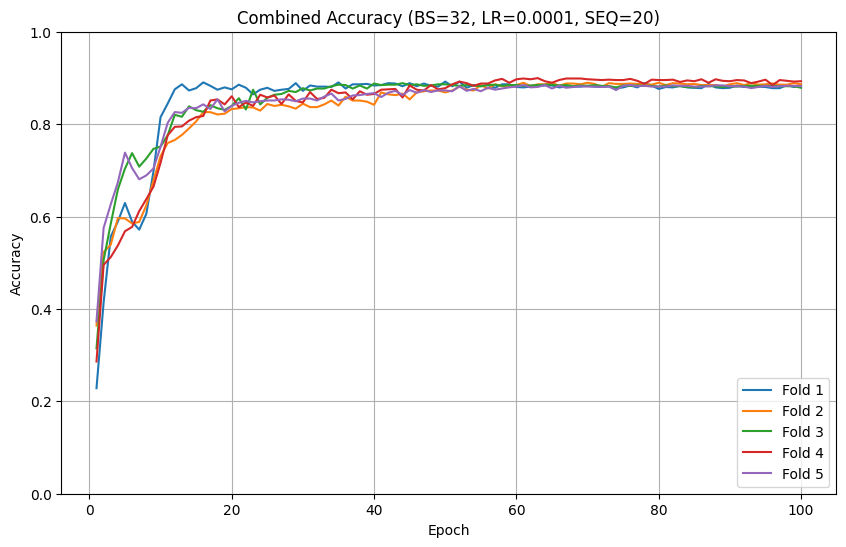 Combined Accuracy (BS=32, LR=0.0001, SEQ=20)
1.0
0.8
0.6
0.4
0.2
0.0
Accuracy
0 20 40 60 80 100
Epoch
Fold 1
Fold 2
Fold 3
Fold 4
Fold 5